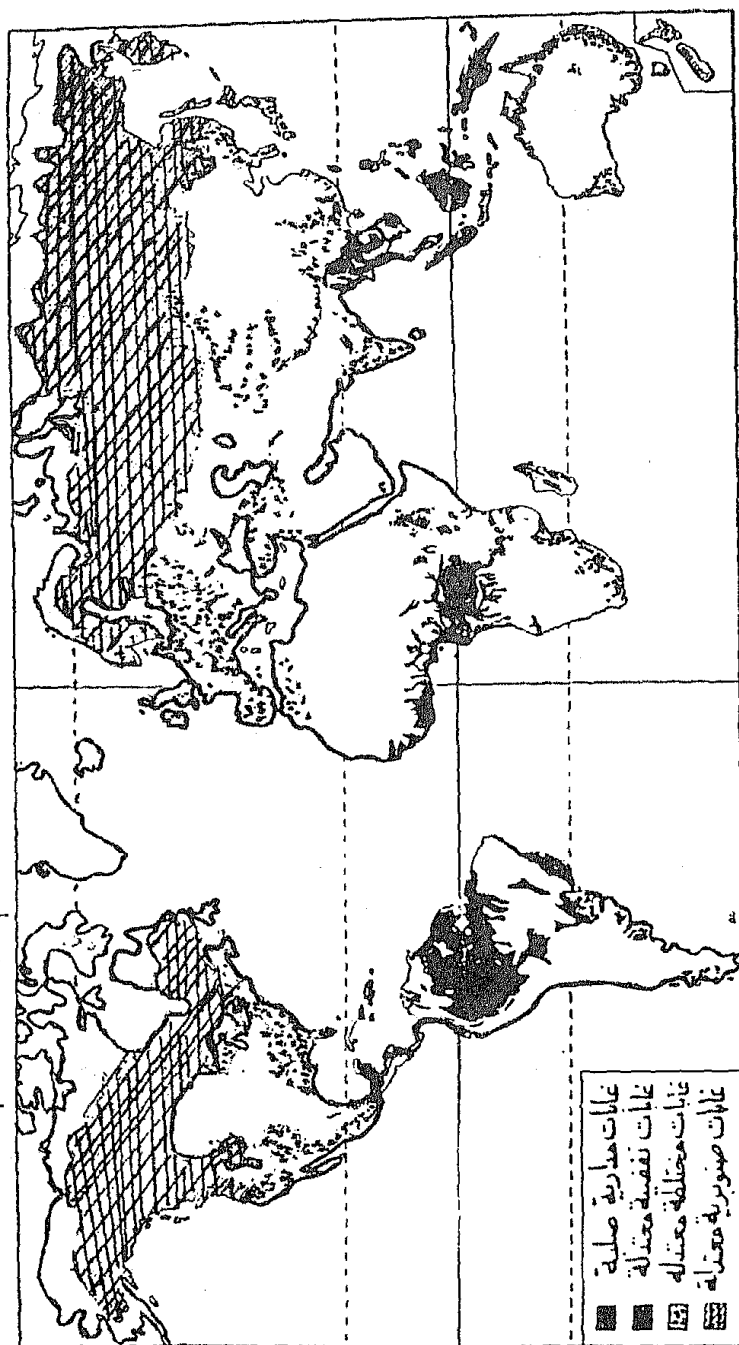 غابات مدارية صلبة
غابات نفضية معتدلة
غابات مختلطة معتدلة
غابات صنوبرية معتدلة